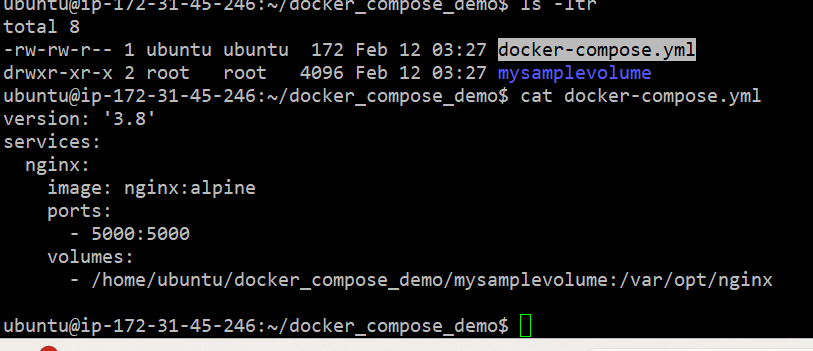 ubuntu@ip-172-31-45-246:~/docker_compose_demo$ ls -ltr
total 8
-rw-rw-r-- 1 ubuntu ubuntu  172 Feb 12 03:27 docker-compose.yml
drwxr-xr-x 2 root   root   4096 Feb 12 03:27 mysamplevolume
ubuntu@ip-172-31-45-246:~/docker_compose_demo$ cat docker-compose.yml
version: '3.8'
services:
  nginx:
    image: nginx:alpine
    ports:
      - 5000:5000
    volumes:
      - /home/ubuntu/docker_compose_demo/mysamplevolume:/var/opt/nginx

ubuntu@ip-172-31-45-246:~/docker_compose_demo$